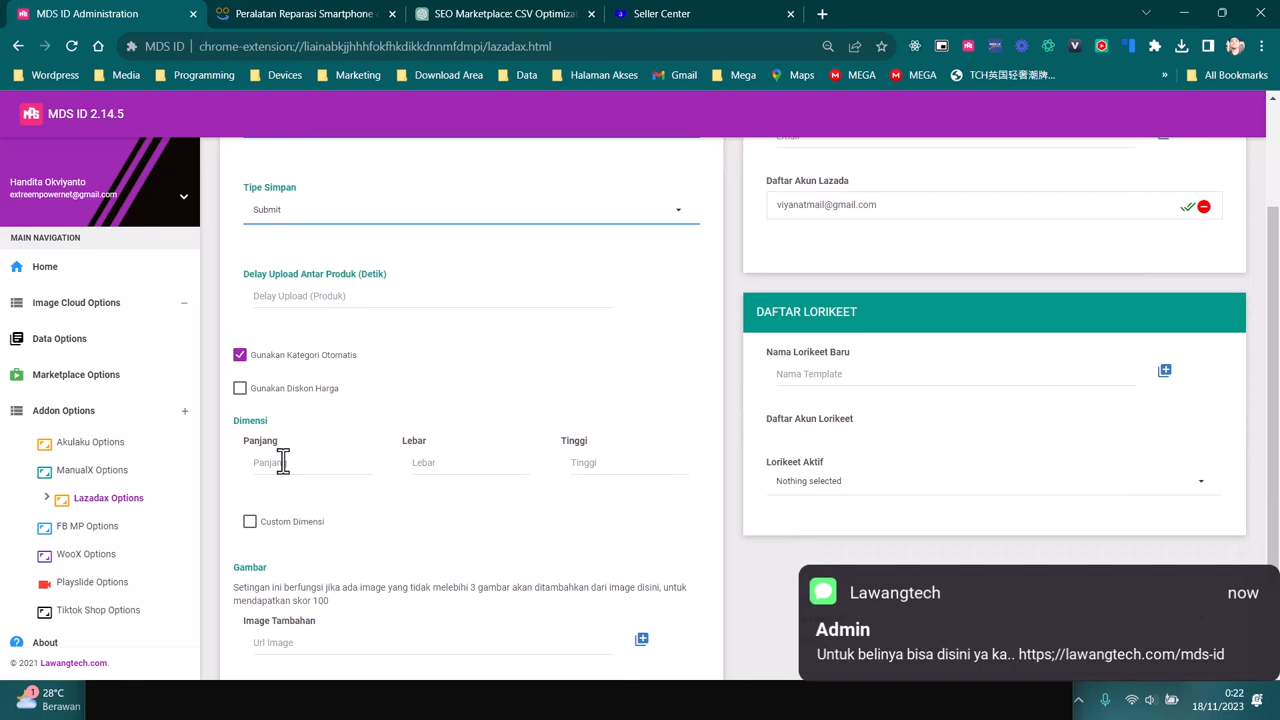 MDS ID Administration
Panjalan Raya Smartphone
SEO Marketplace: CSV Optimiza
Seller Center
MDS ID
chrome-extension://liainabkjjhhhfokfhkdikkdnnmfdmpi/lazadax.html
Wordpress
Media
Programming
Devices
Marketing
Download Area
Data
Halaman Akses
Gmail
Mega
Maps
MEGA
MEGA
TCH英国轻奢潮牌...
»
All Bookmarks
MDS ID 2.14.5
Handita Okviyanto
extreempowernet@gmail.com
MAIN NAVIGATION
Home
Image Cloud Options
Data Options
Marketplace Options
Addon Options
Akulaku Options
ManualX Options
Lazadax Options
FB MP Options
WooX Options
Playslide Options
Tiktok Shop Options
About
© 2021 Lawangtech.com.
Tipe Simpan
Submit
Delay Upload Antar Produk (Detik)
Delay Upload (Produk)
Gunakan Kategori Otomatis
Gunakan Diskon Harga
Dimensi
Panjang Lebar Tinggi
Panjang Lebar Tinggi
Custom Dimensi
Gambar
Setingan ini berfungsi jika ada image yang tidak melebihi 3 gambar akan ditambahkan dari image disini, untuk
mendapatkan skor 100
Image Tambahan
Url Image
Email
Daftar Akun Lazada
viyanatmail@gmail.com
DAFTAR LORIKEET
Nama Lorikeet Baru
Nama Template
Daftar Akun Lorikeet
Lorikeet Aktif
Nothing selected
Lawangtech
now
Admin
Untuk belinya bisa disini ya ka.. https;//lawangtech.com/mds-id
1
28°C
Berawan
0:22
18/11/2023